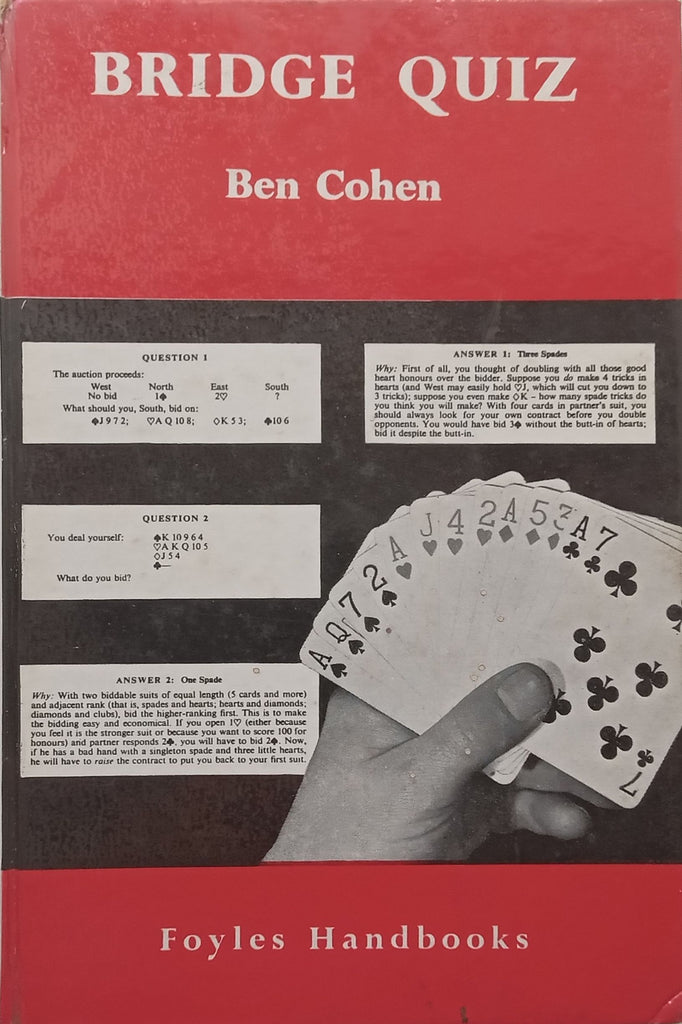 BRIDGE QUIZ
Ben Cohen
QUESTION 1
The auction proceeds:
West North East South
No bid 1♠ 2♡ ?
What should you, South, bid on:
♠J 9 7 2; ♡A Q 10 8; ♢K 5 3; ♣10 6
ANSWER 1: Three Spades
Why: First of all, you thought of doubling with all those good
heart honours over the bidder. Suppose you do make 4 tricks in
hearts (and West may easily hold ♡J, which will cut you down to
3 tricks); suppose you even make ♢K – how many spade tricks do
you think you will make? With four cards in partner's suit, you
should always look for your own contract before you double
opponents. You would have bid 3♠ without the butt-in of hearts;
bid it despite the butt-in.
QUESTION 2
You deal yourself: ♠K 10 9 6 4
♡A K Q 10 5
♢J 5 4
♣—
What do you bid?
ANSWER 2: One Spade
Why: With two biddable suits of equal length (5 cards and more)
and adjacent rank (that is, spades and hearts; hearts and diamonds;
diamonds and clubs), bid the higher-ranking first. This is to make
the bidding easy and economical. If you open 1♡ (either because
you feel it is the stronger suit or because you want to score 100 for
honours) and partner responds 2♣, you will have to bid 2♠. Now,
if he has a bad hand with a singleton spade and three little hearts,
he will have to raise the contract to put you back to your first suit.
A Q 7 2 A J 4 2 A 5 3 A 7
7
Foyles Handbooks